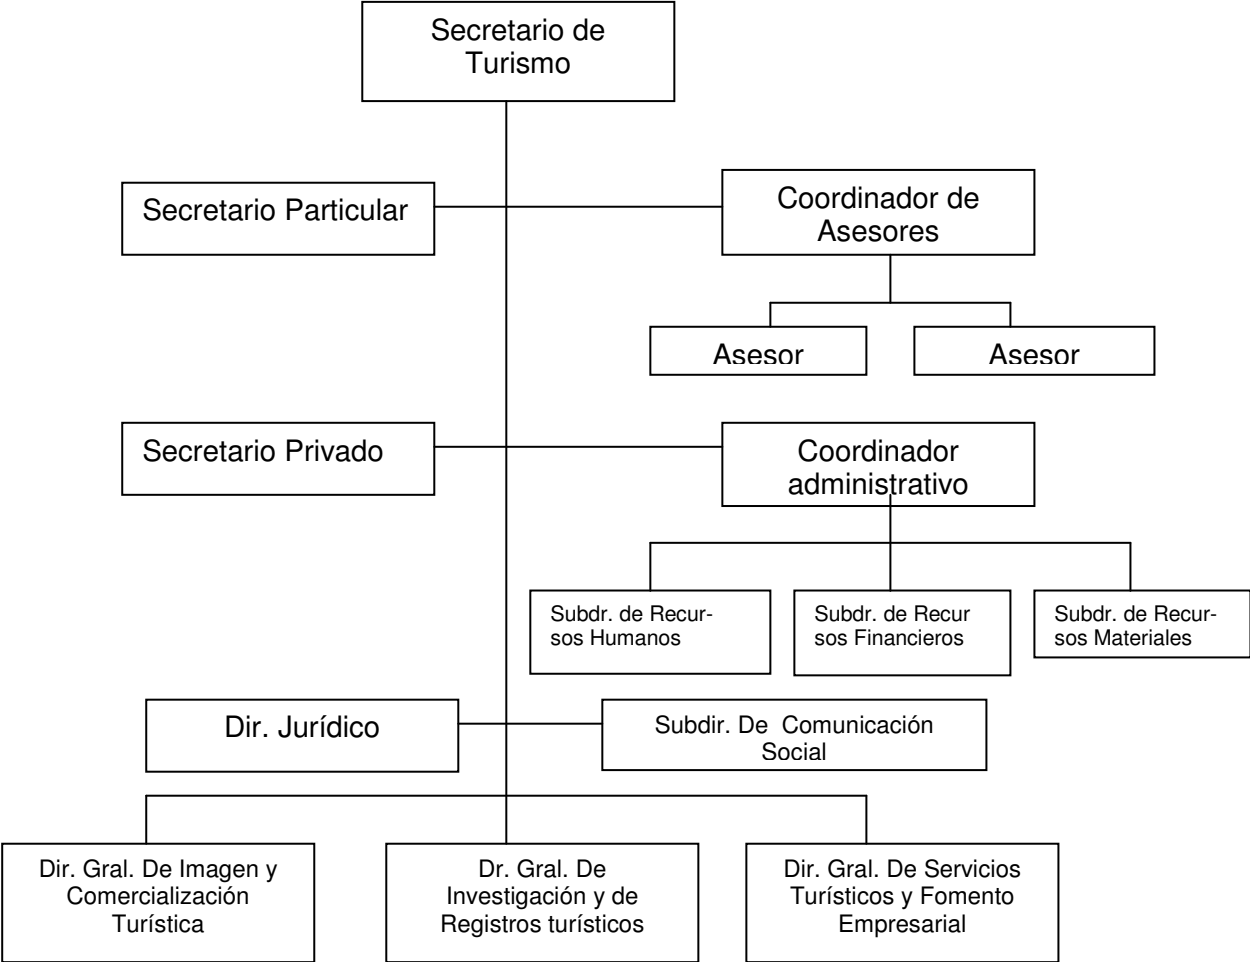 Secretario de
Turismo
Secretario Particular
Coordinador de
Asesores
Asesor
Asesor
Secretario Privado
Coordinador
administrativo
Subdr. de Recur-
sos Humanos
Subdr. de Recur
sos Financieros
Subdr. de Recur-
sos Materiales
Dir. Jurídico
Subdir. De  Comunicación
Social
Dir. Gral. De Imagen y
Comercialización
Turística
Dr. Gral. De
Investigación y de
Registros turísticos
Dir. Gral. De Servicios
Turísticos y Fomento
Empresarial